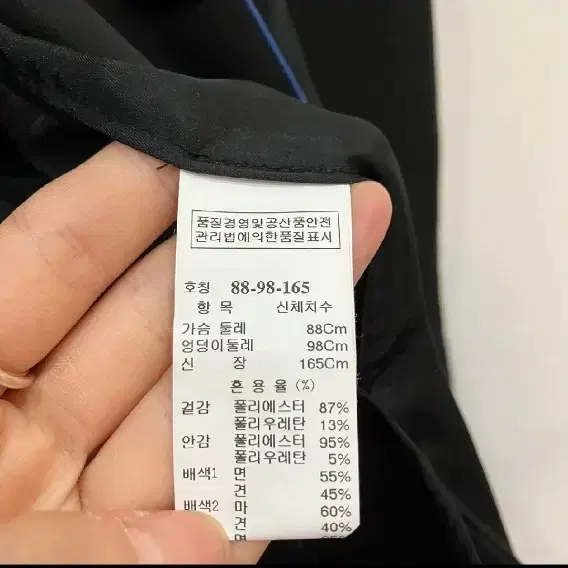 품질경영및공산품안전
관리법에의한품질표시
호칭 88-98-165
항 목 신체치수
가슴 둘레 88Cm
엉덩이둘레 98Cm
신 장 165Cm
혼 용 율 (%)
겉감 폴리에스터 87%
폴리우레탄 13%
안감 폴리에스터 95%
폴리우레탄 5%
배색1 면 55%
견 45%
배색2 마 60%
견 40%